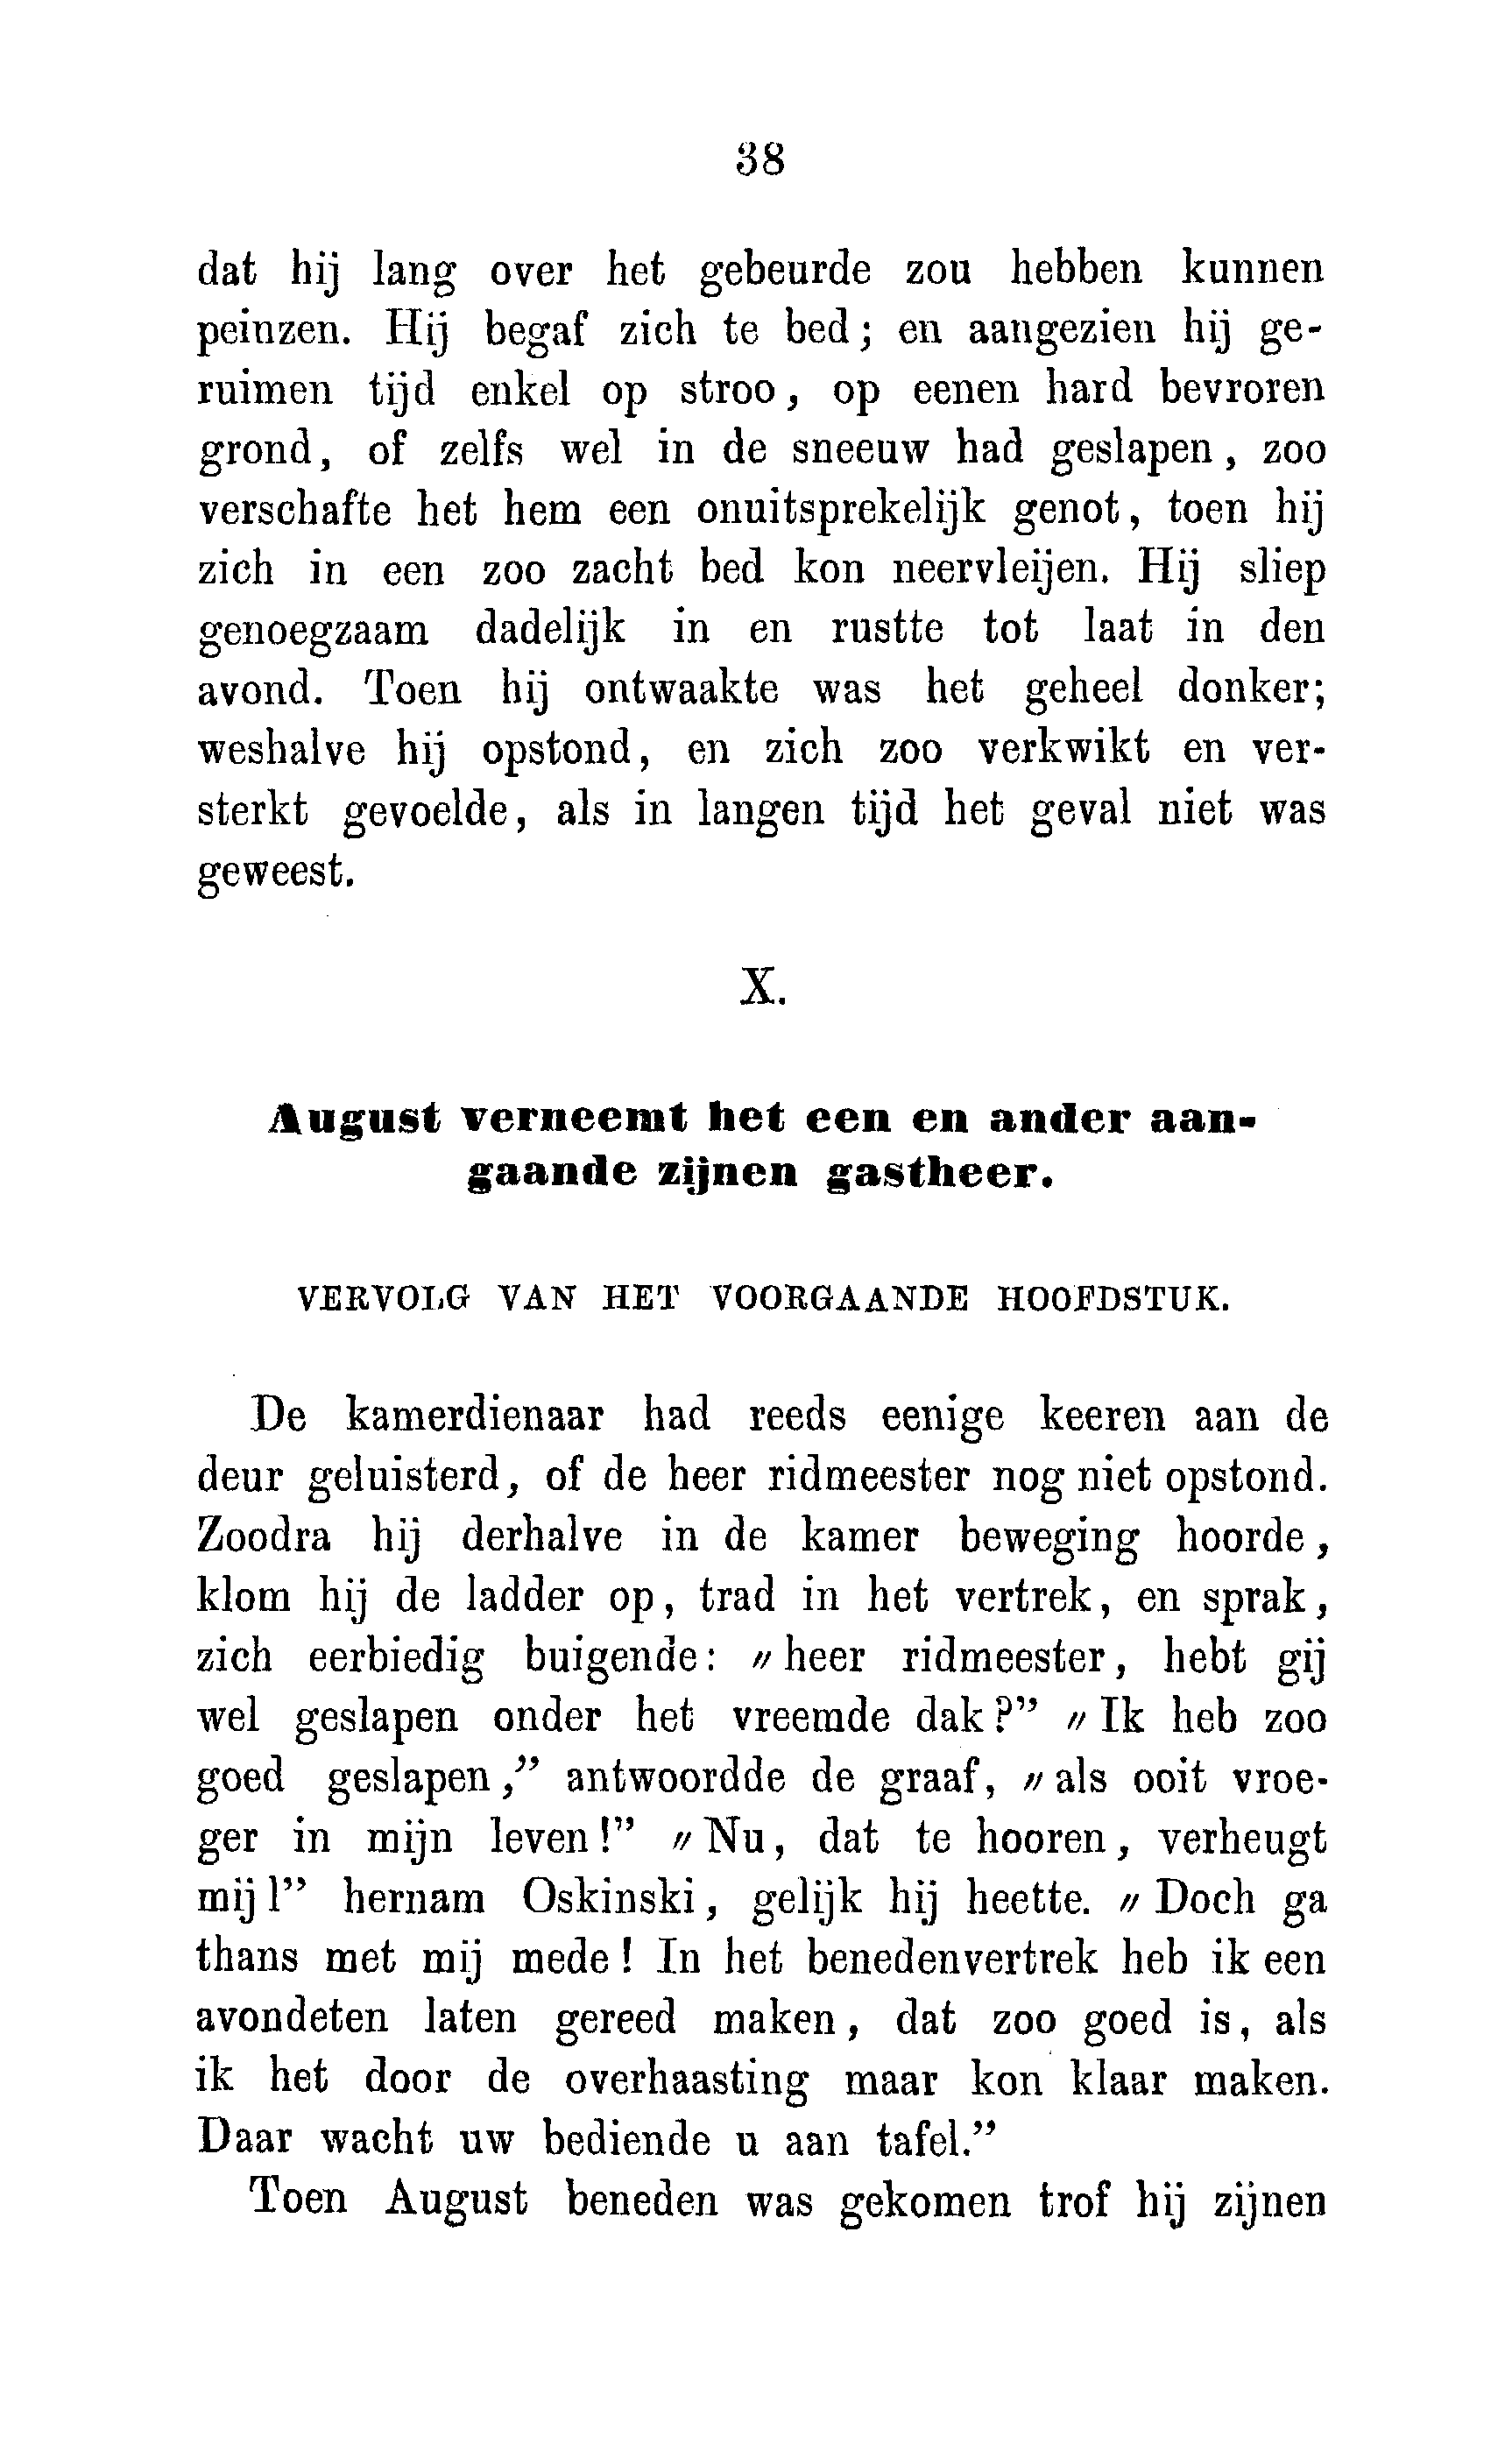 38
dat hij lang over het gebeurde zou hebben kunnen
peinzen. Hij begaf zich te bed; en aangezien hij ge-
ruimen tijd enkel op stroo, op eenen hard bevroren
grond, of zelfs wel in de sneeuw had geslapen, zoo
verschafte het hem een onuitsprekelijk genot, toen hij
zich in een zoo zacht bed kon neervleijen. Hij sliep
genoegzaam dadelijk in en rustte tot laat in den
avond. Toen hij ontwaakte was het geheel donker;
weshalve hij opstond, en zich zoo verkwikt en ver-
sterkt gevoelde, als in langen tijd het geval niet was
geweest.
X.
August verneemt het een en ander aan-
gaande zijnen gastheer.
VERVOLG VAN HET VOORGAANDE HOOFDSTUK.
De kamerdienaar had reeds eenige keeren aan de
deur geluisterd, of de heer ridmeester nog niet opstond.
Zoodra hij derhalve in de kamer beweging hoorde,
klom hij de ladder op, trad in het vertrek, en sprak,
zich eerbiedig buigende: "heer ridmeester, hebt gij
wel geslapen onder het vreemde dak?" "Ik heb zoo
goed geslapen," antwoordde de graaf, "als ooit vroe-
ger in mijn leven!" "Nu, dat te hooren, verheugt
mij l" hernam Oskinski, gelijk hij heette. "Doch ga
thans met mij mede! In het benedenvertrek heb ik een
avondeten laten gereed maken, dat zoo goed is, als
ik het door de overhaasting maar kon klaar maken.
Daar wacht uw bediende u aan tafel."
Toen August beneden was gekomen trof hij zijnen